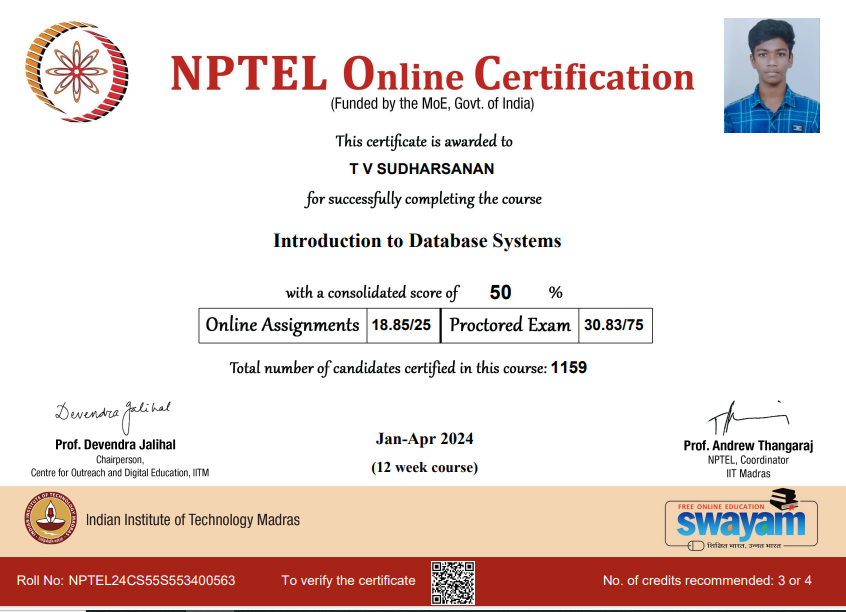 NPTEL Online Certification
(Funded by the MoE, Govt. of India)
This certificate is awarded to
T V SUDHARSANAN
for successfully completing the course
Introduction to Database Systems
with a consolidated score of 50 %
Online Assignments 18.85/25 Proctored Exam 30.83/75
Total number of candidates certified in this course: 1159
Devendra Jalihal
Prof. Devendra Jalihal
Chairperson,
Centre for Outreach and Digital Education, IITM
Jan-Apr 2024
(12 week course)
Prof. Andrew Thangaraj
NPTEL, Coordinator
IIT Madras
Indian Institute of Technology Madras
FREE ONLINE EDUCATION
swayam
शिक्षित भारत, उन्नत भारत
Roll No: NPTEL24CS55S553400563
To verify the certificate
No. of credits recommended: 3 or 4